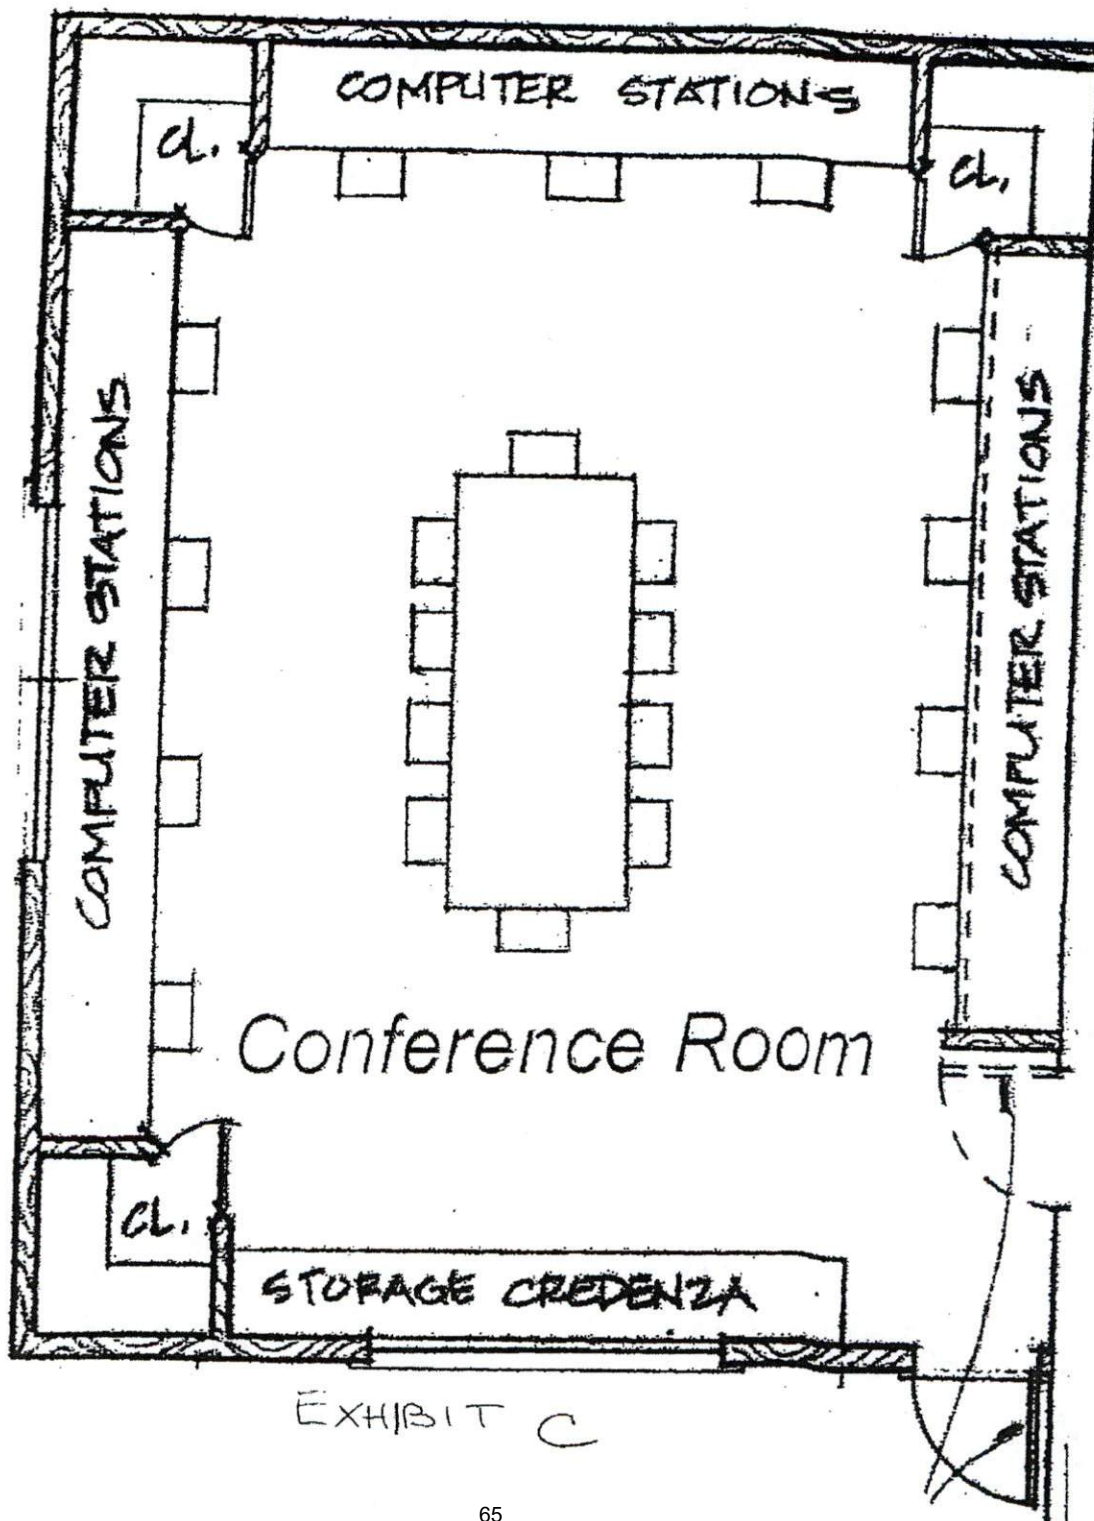 COMPUTER STATIONS
CL.
CL.
COMPUTER STATIONS
COMPUTER STATIONS
Conference Room
CL.
STORAGE CREDENZA
EXHIBIT C
65